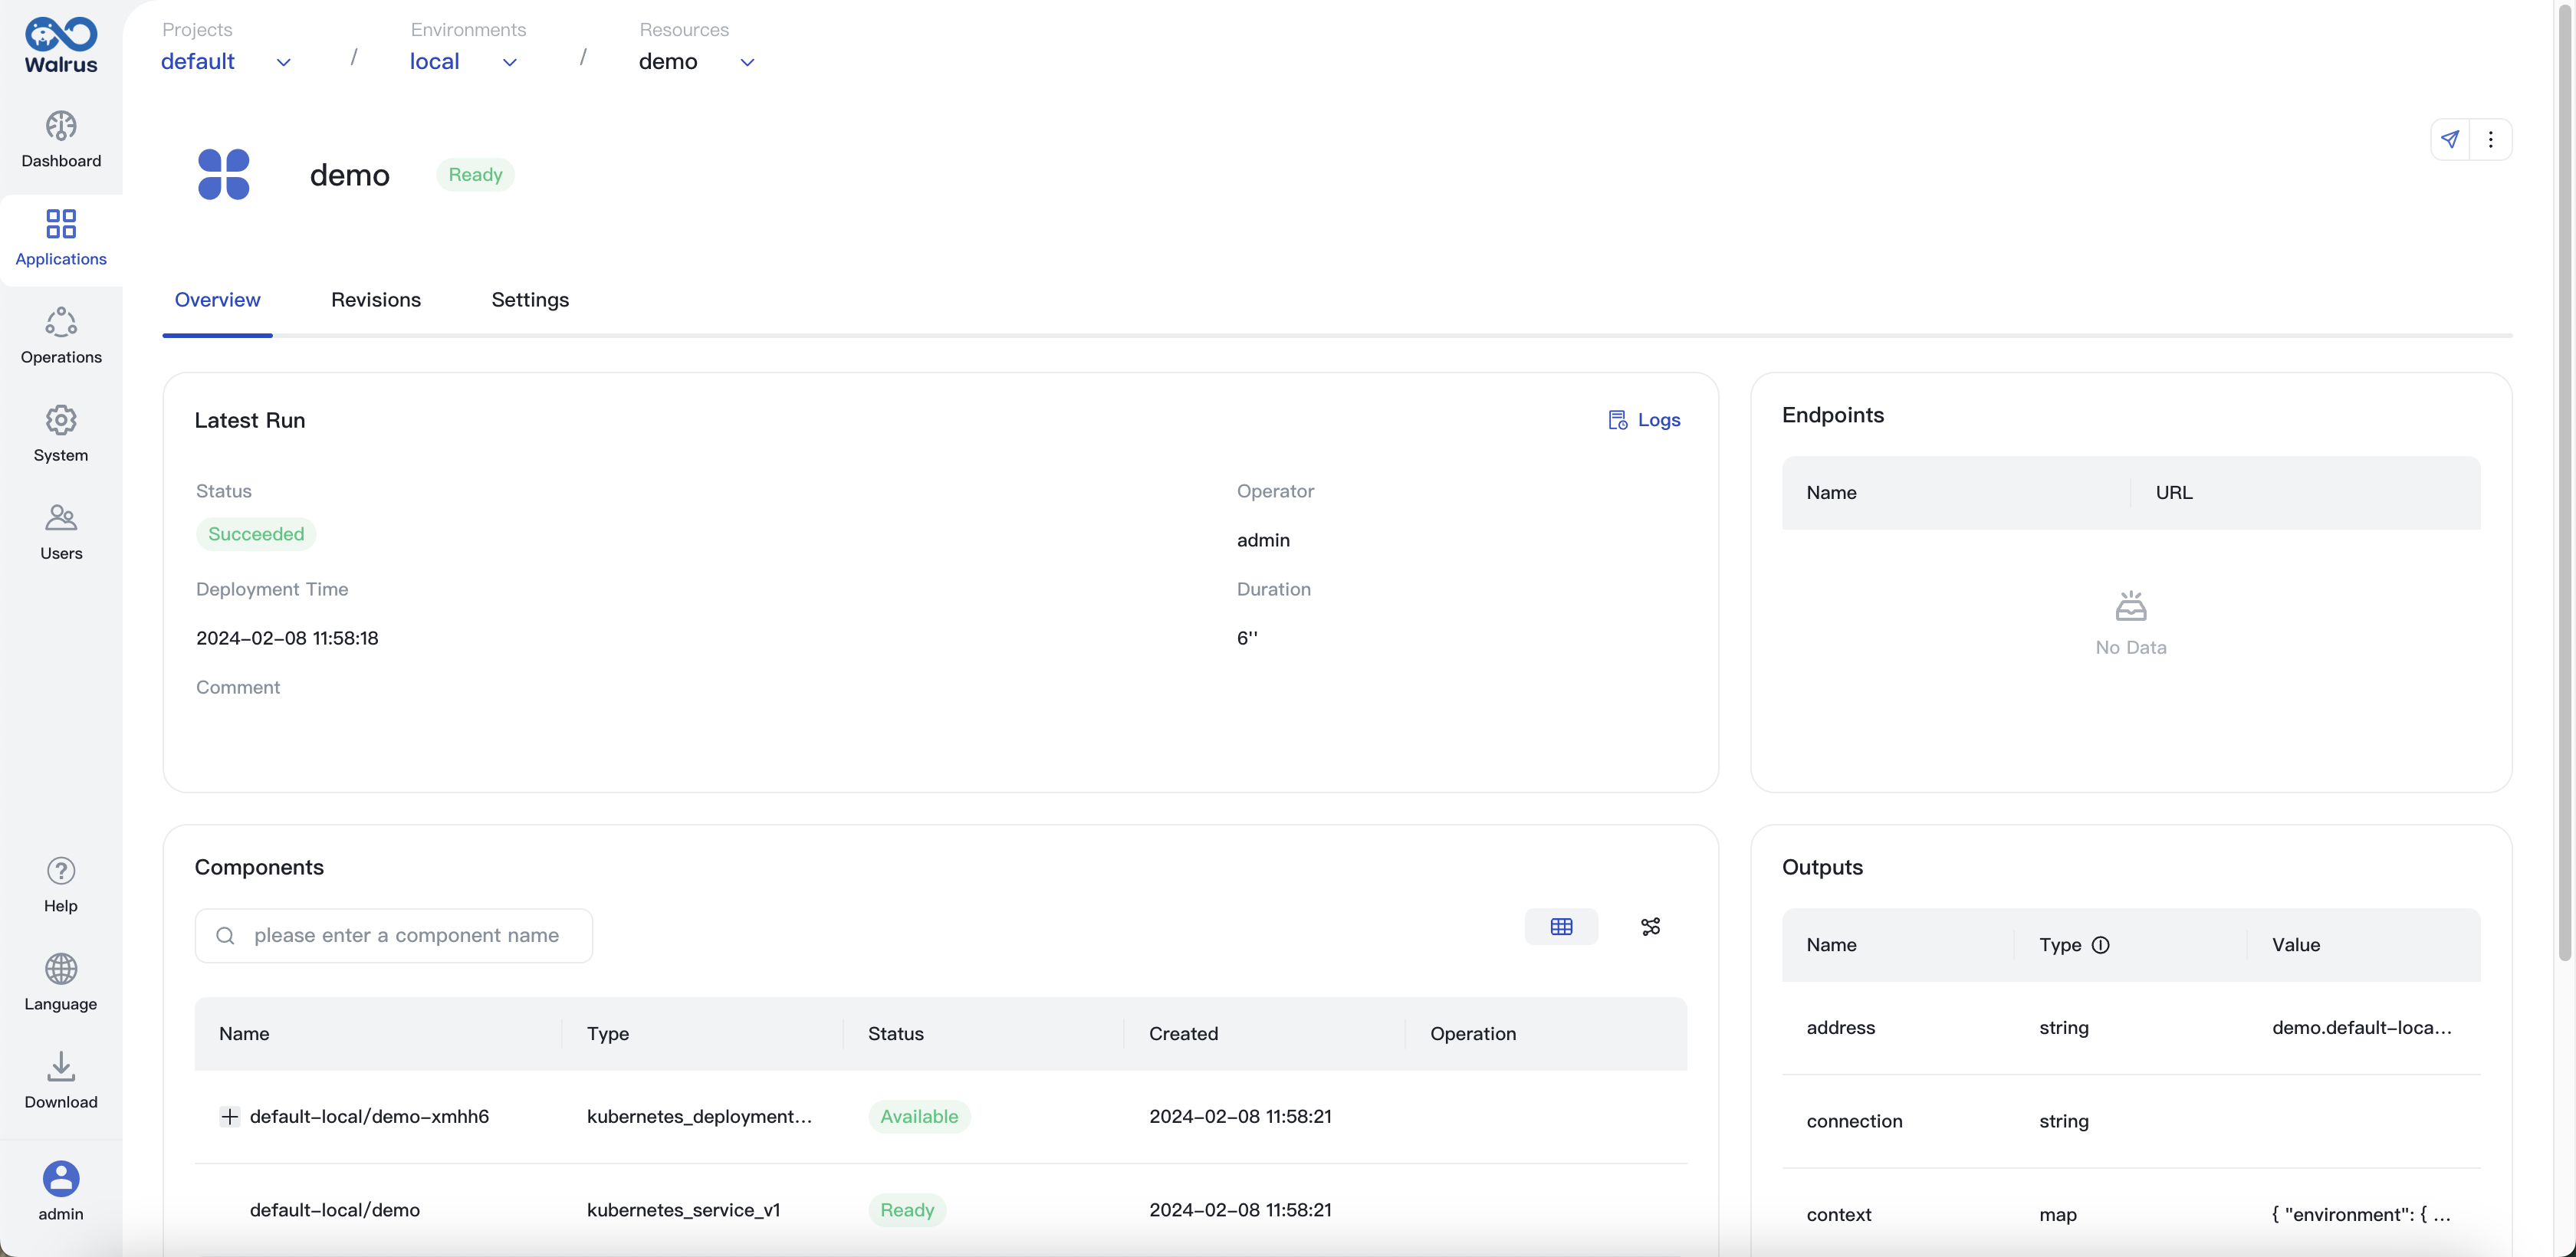 Walrus
Dashboard
Applications
Operations
System
Users
Help
Language
Download
admin
Projects
default
/
Environments
local
/
Resources
demo
demo
Ready
Overview
Revisions
Settings
Latest Run
Logs
Status
Succeeded
Operator
admin
Deployment Time
2024-02-08 11:58:18
Duration
6''
Comment
Endpoints
Name URL
No Data
Components
please enter a component name
Name Type Status Created Operation
default-local/demo-xmhh6 kubernetes_deployment... Available 2024-02-08 11:58:21
default-local/demo kubernetes_service_v1 Ready 2024-02-08 11:58:21
Outputs
Name Type Value
address string demo.default-loca...
connection string
context map { "environment": { ...